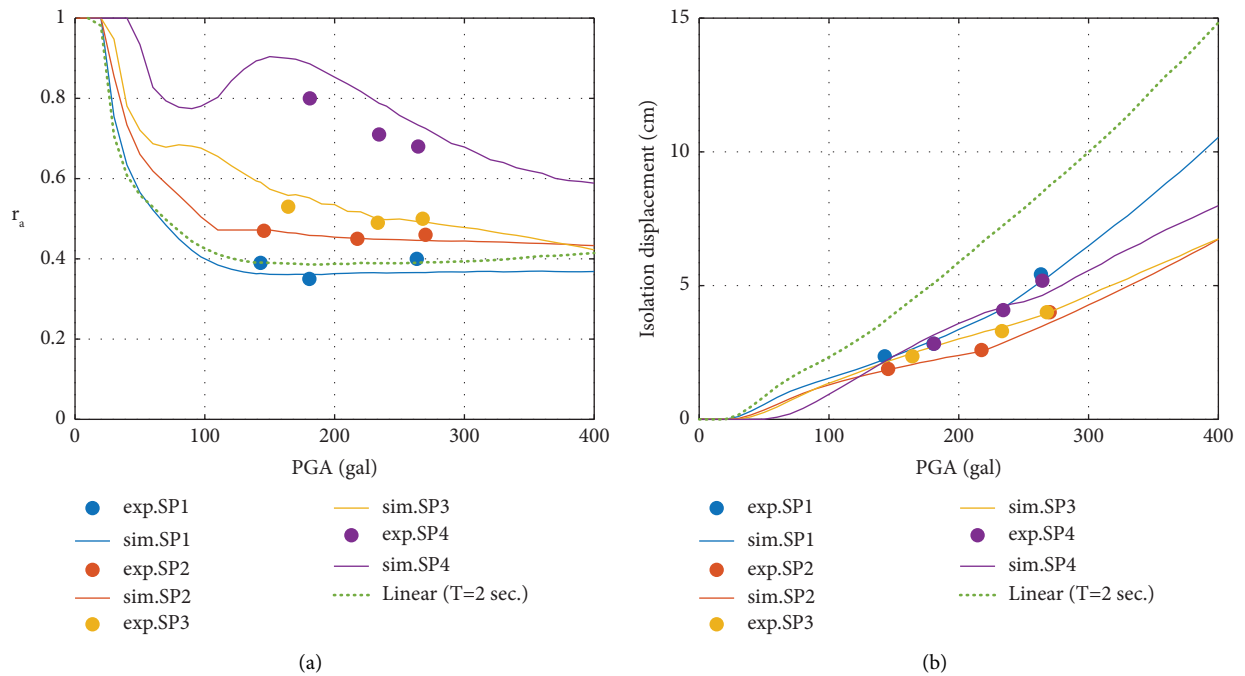 1
0.8
0.6
0.4
0.2
0
r_a
0 100 200 300 400
PGA (gal)
exp.SP1
sim.SP1
exp.SP2
sim.SP2
exp.SP3
sim.SP3
exp.SP4
sim.SP4
Linear (T=2 sec.)
(a)
15
10
5
0
Isolation displacement (cm)
0 100 200 300 400
PGA (gal)
exp.SP1
sim.SP1
exp.SP2
sim.SP2
exp.SP3
sim.SP3
exp.SP4
sim.SP4
Linear (T=2 sec.)
(b)